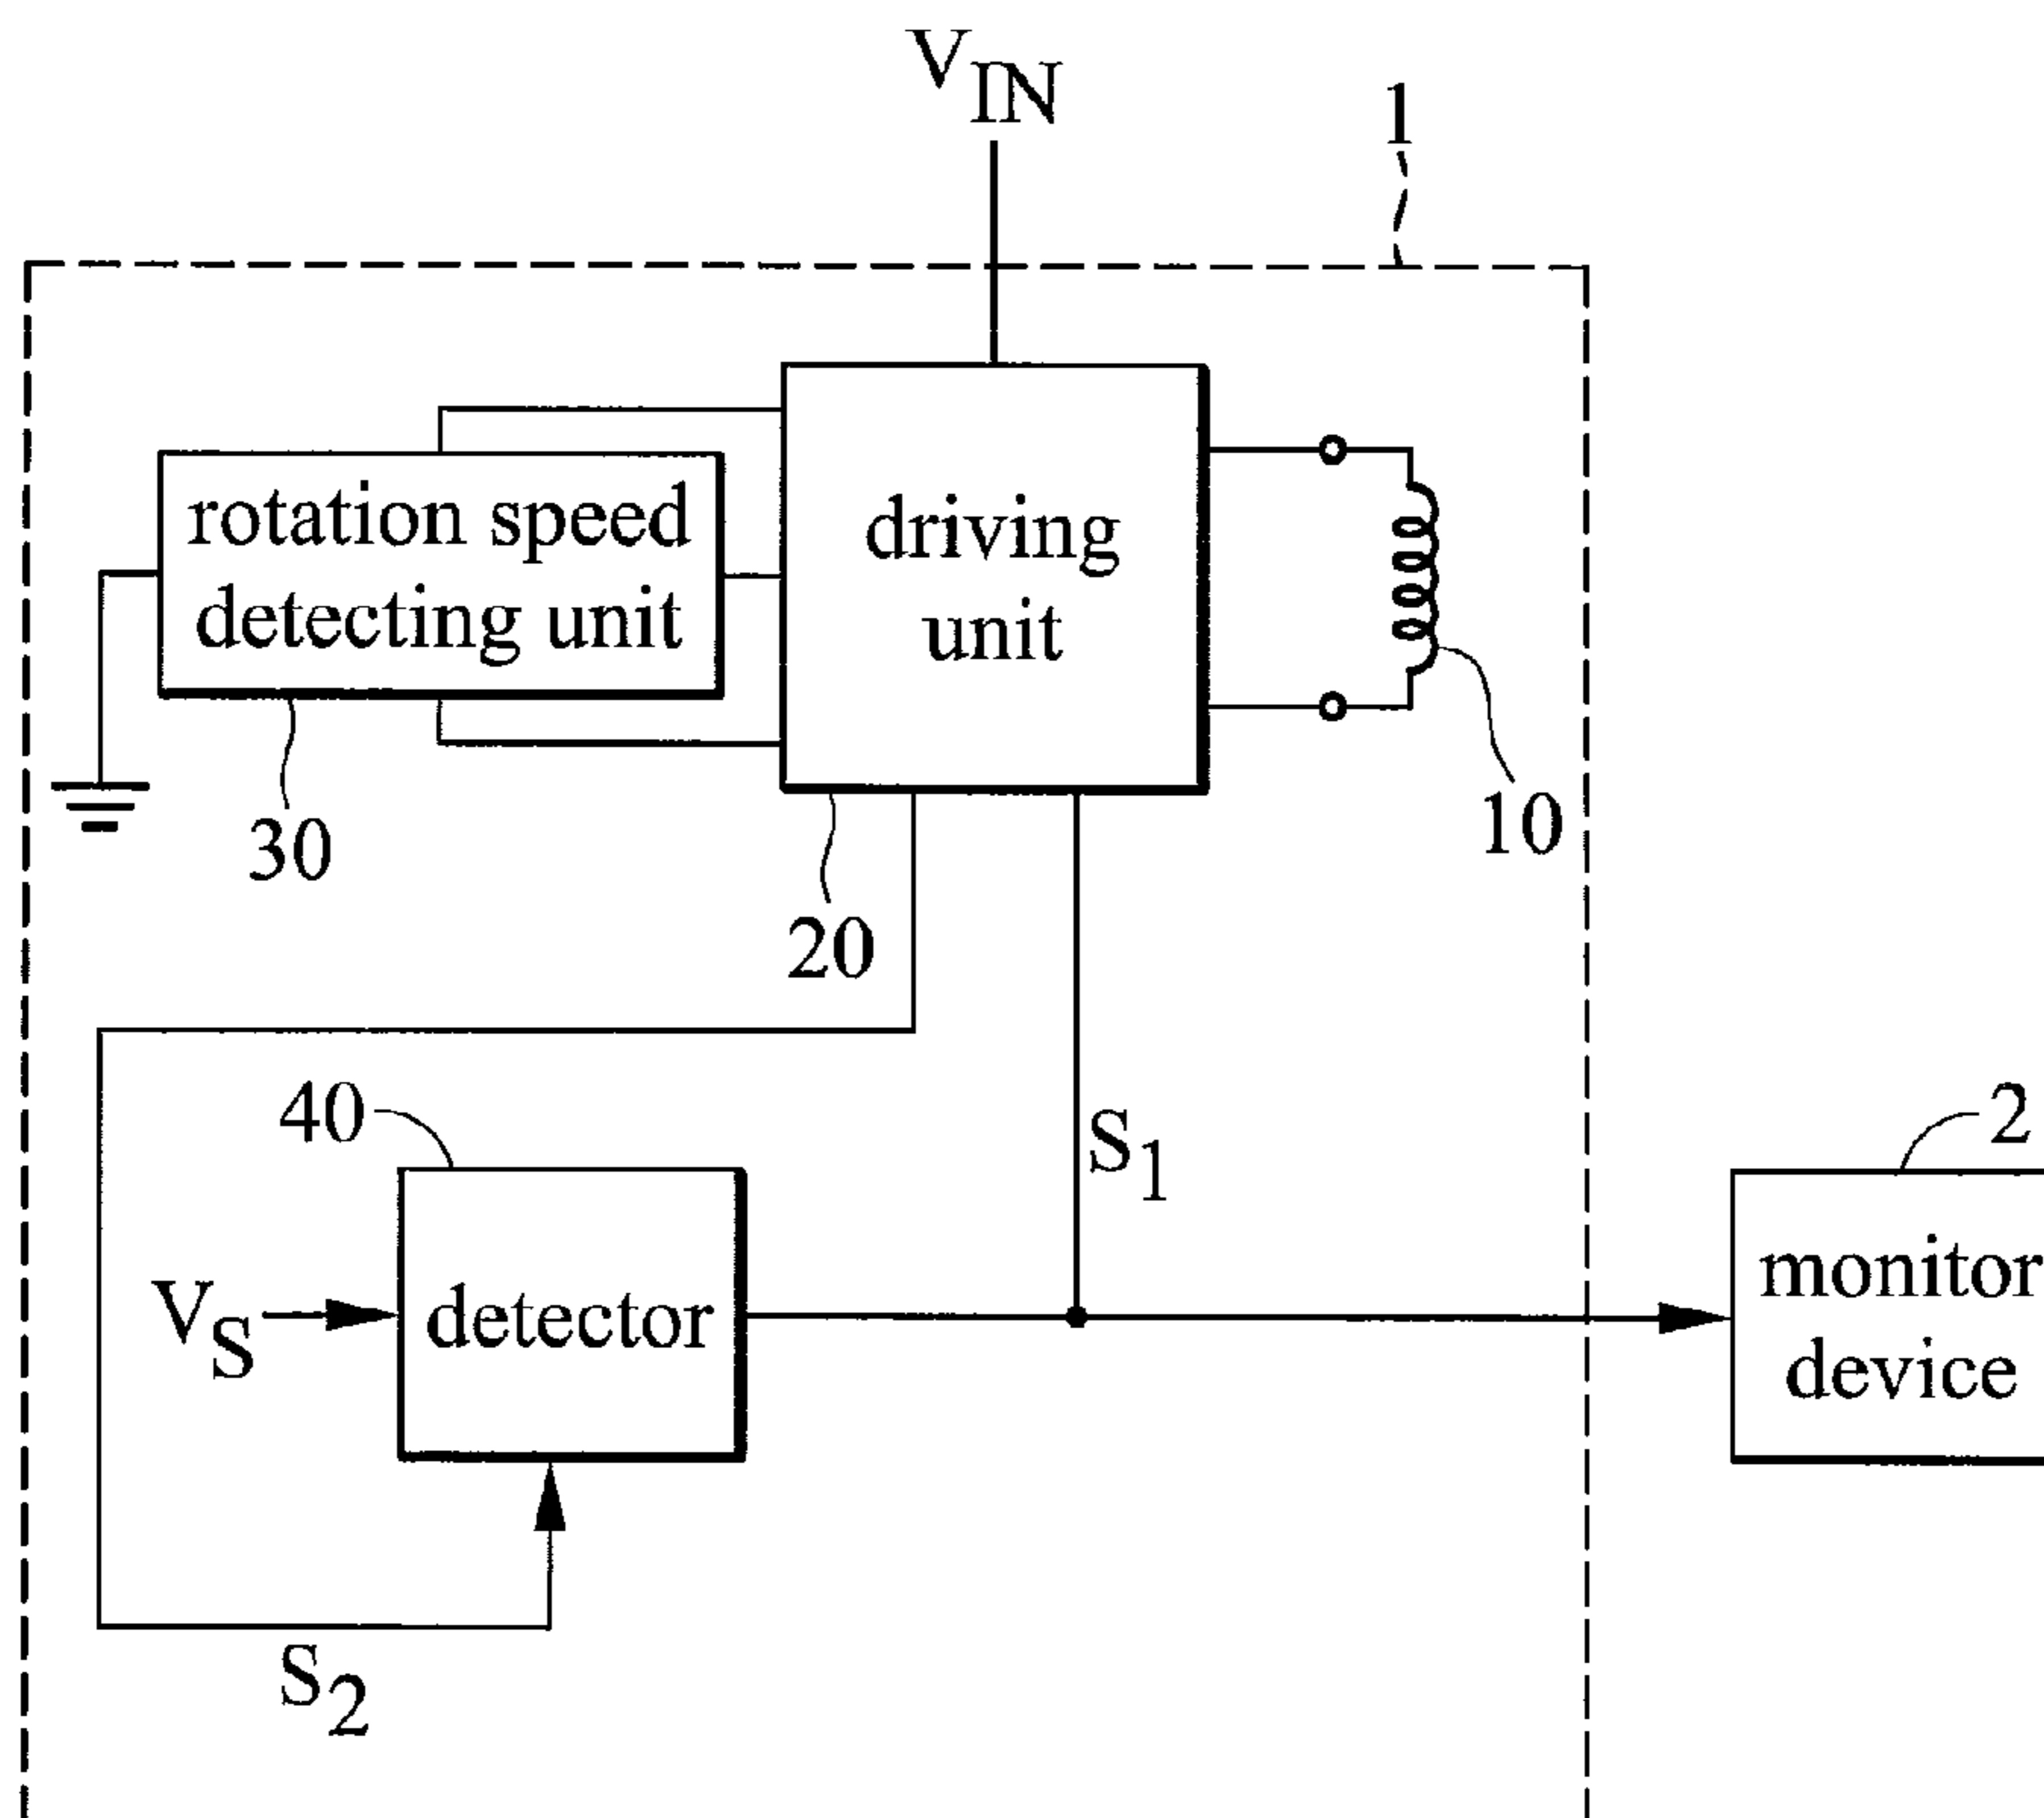 VIN
1
rotation speed
detecting unit
driving
unit
10
30
20
40
S1
2
VS
detector
monitor
device
S2